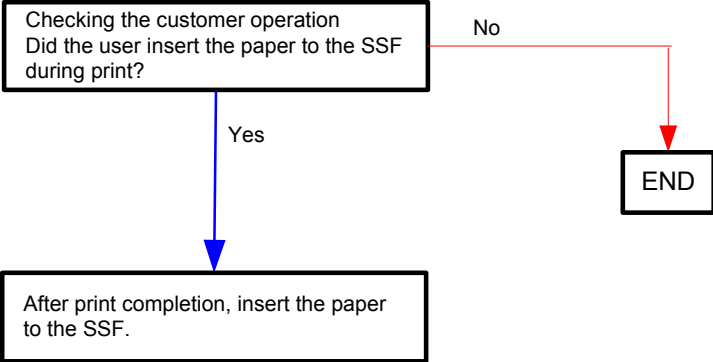 Checking the customer operation
Did the user insert the paper to the SSF
during print?
No
Yes
END
After print completion, insert the paper
to the SSF.